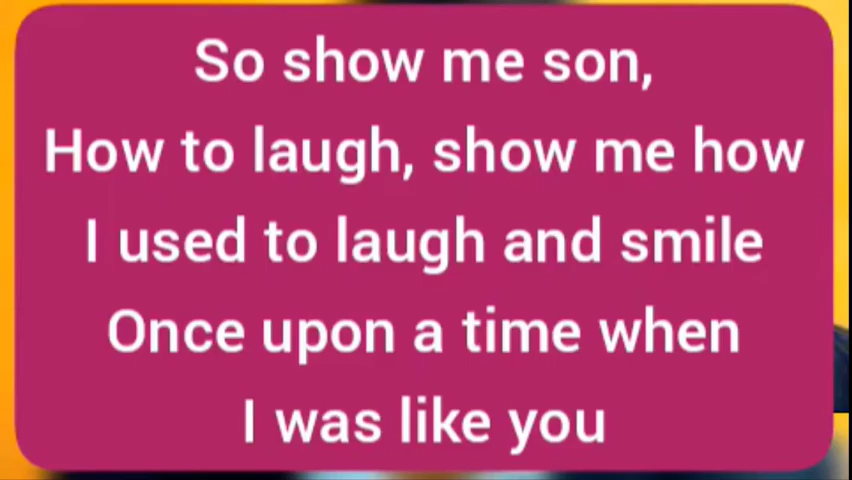 So show me son,
How to laugh, show me how
I used to laugh and smile
Once upon a time when
I was like you